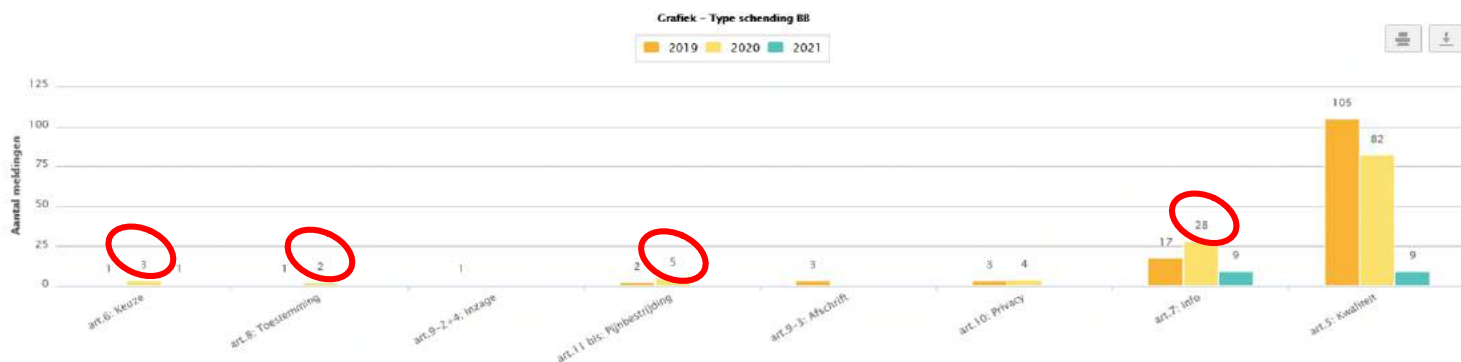 Grafiek - Type schending BB
2019 2020 2021
Aantal meldingen
125
100
75
50
25
0
1 3 1
1 2
1
2 5
3
3 4
17 28 9
105 82 9
art.6: Keuze
art.8: Toestemming
art.9-2+4: Inzage
art.11 bis: Pijnbestrijding
art.9-3: Afschrift
art.10: Privacy
art.7: Info
art.5: Kwaliteit